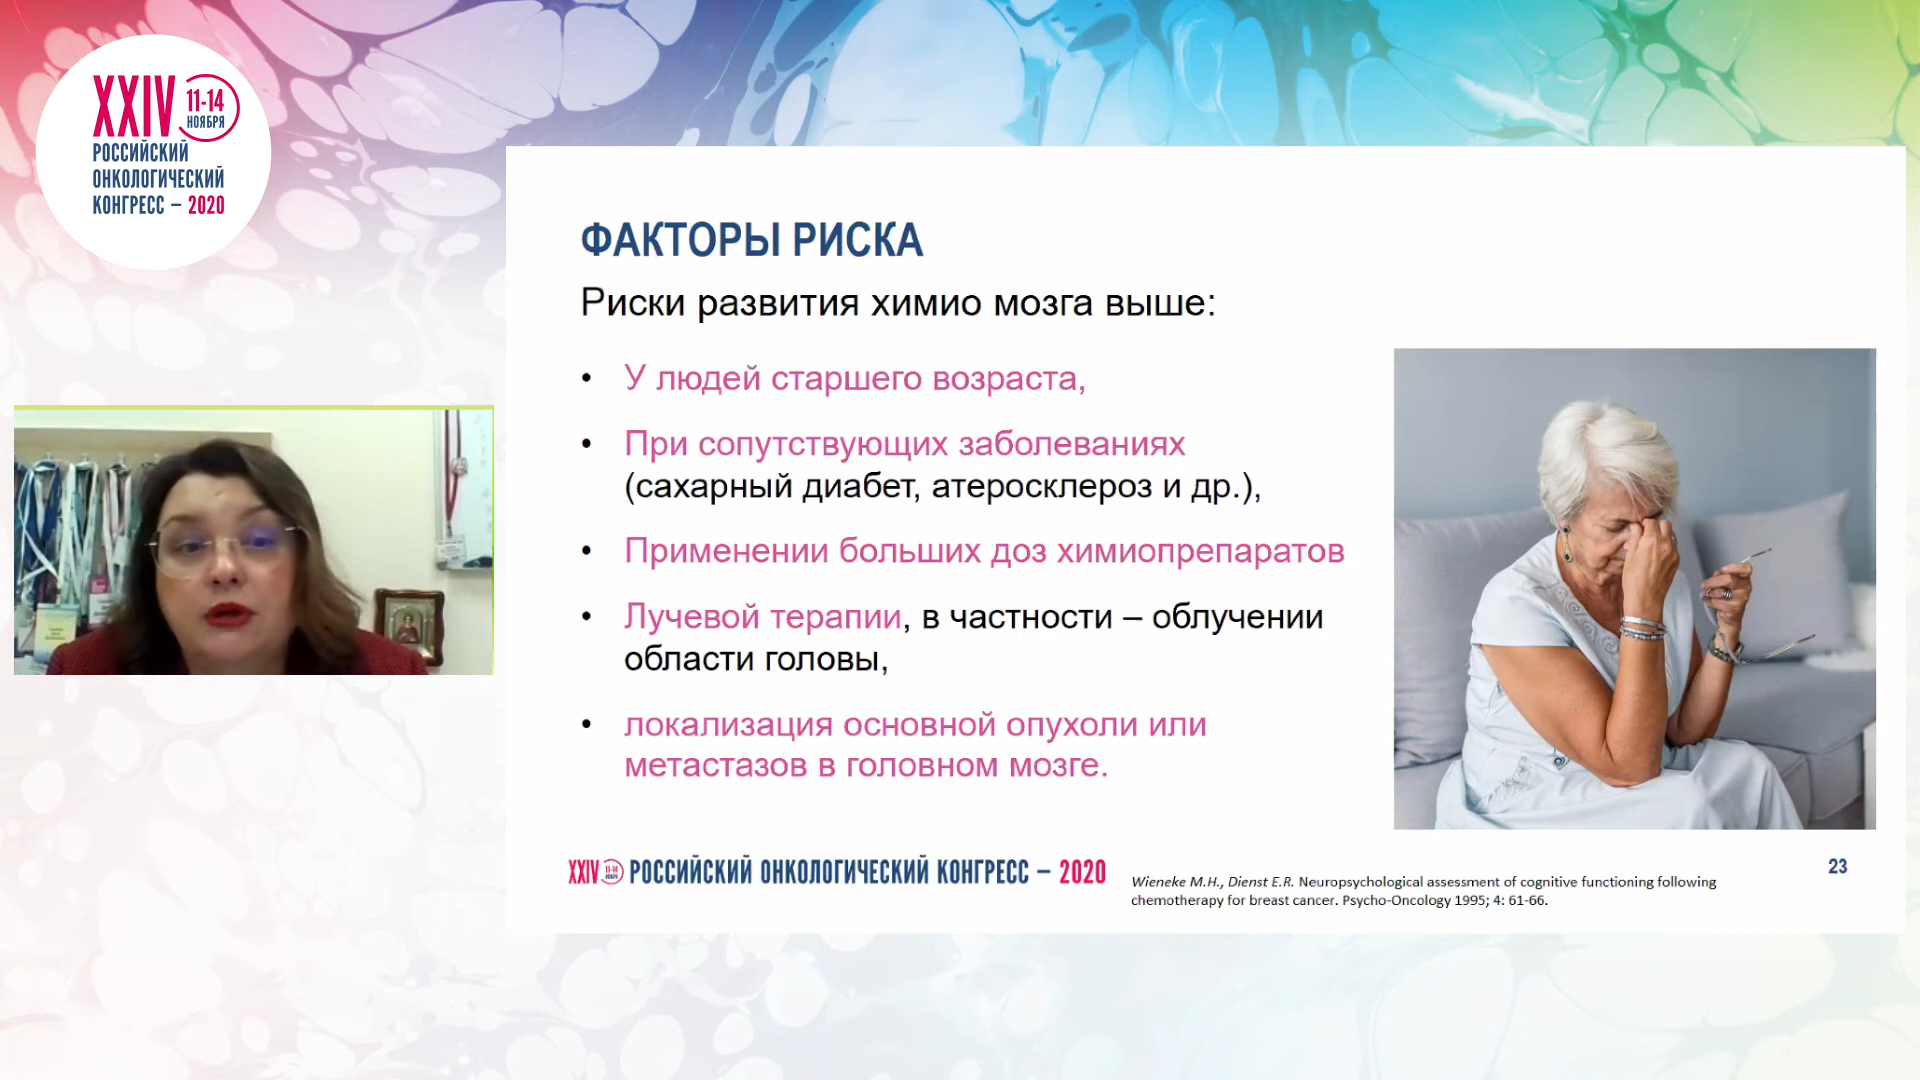 XXIV 11-14
НОЯБРЯ
РОССИЙСКИЙ
ОНКОЛОГИЧЕСКИЙ
КОНГРЕСС – 2020
ФАКТОРЫ РИСКА
Риски развития химио мозга выше:
• У людей старшего возраста,
• При сопутствующих заболеваниях
(сахарный диабет, атеросклероз и др.),
• Применении больших доз химиопрепаратов
• Лучевой терапии, в частности – облучении
области головы,
• локализация основной опухоли или
метастазов в головном мозге.
XXIV 11-14 НОЯБРЯ РОССИЙСКИЙ ОНКОЛОГИЧЕСКИЙ КОНГРЕСС – 2020
Wieneke M.H., Dienst E.R. Neuropsychological assessment of cognitive functioning following
chemotherapy for breast cancer. Psycho-Oncology 1995; 4: 61-66.
23